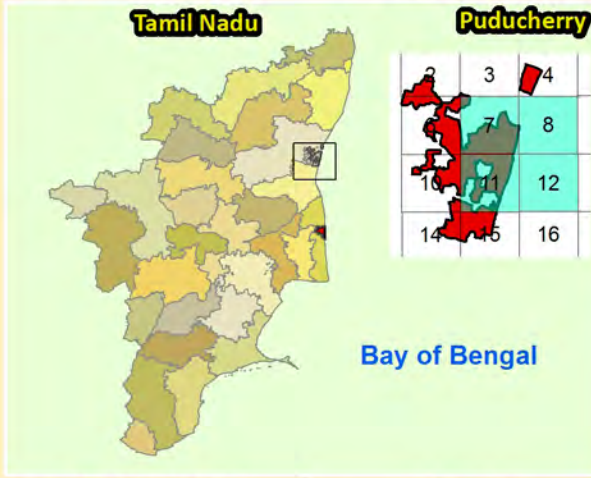 Tamil Nadu
Puducherry
2 3 4
7 8
10 11 12
14 15 16
Bay of Bengal